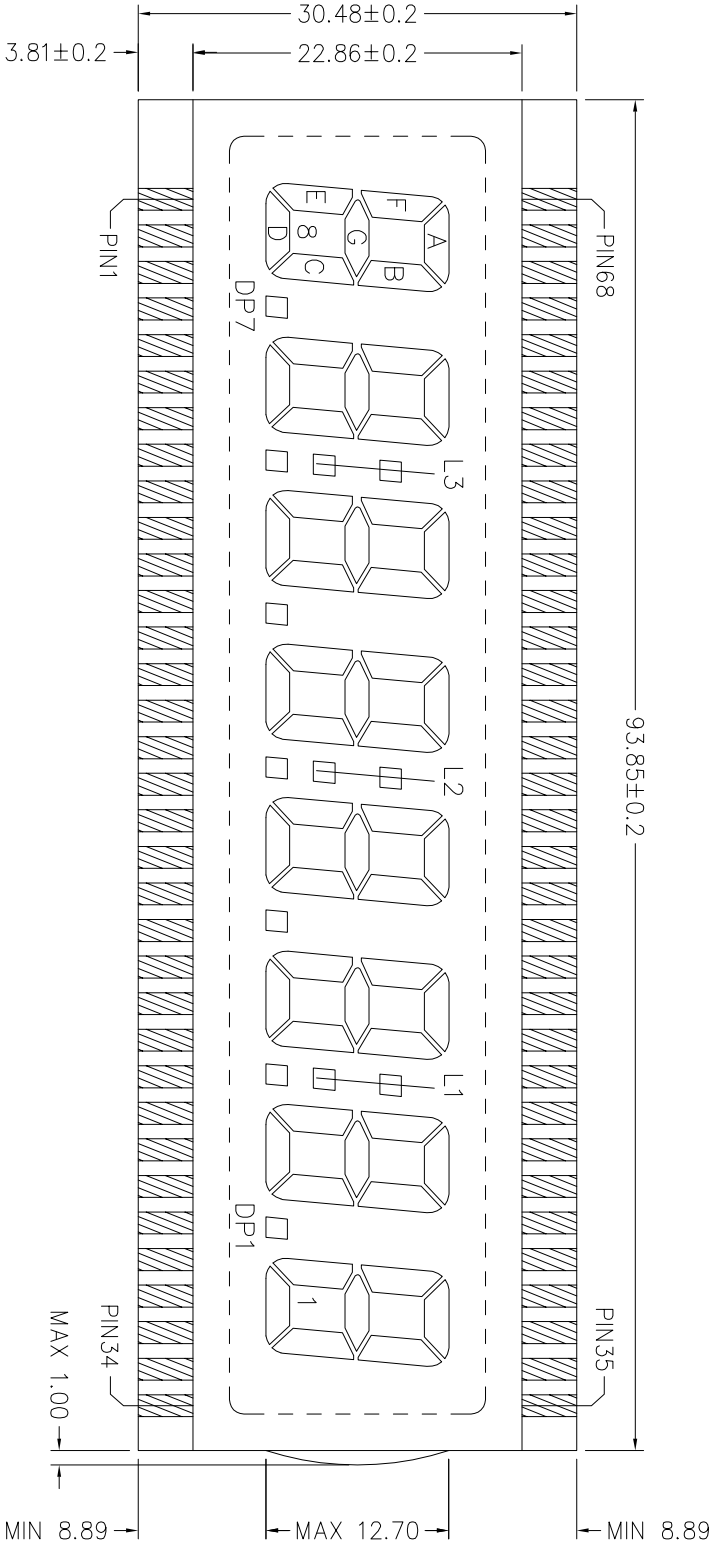 30.48±0.2
3.81±0.2
22.86±0.2
PIN1
PIN68
E
F
D
8
G
A
C
B
DP7
L3
93.85±0.2
L2
L1
DP1
1
MAX 1.00
PIN34
PIN35
MIN 8.89
MAX 12.70
MIN 8.89